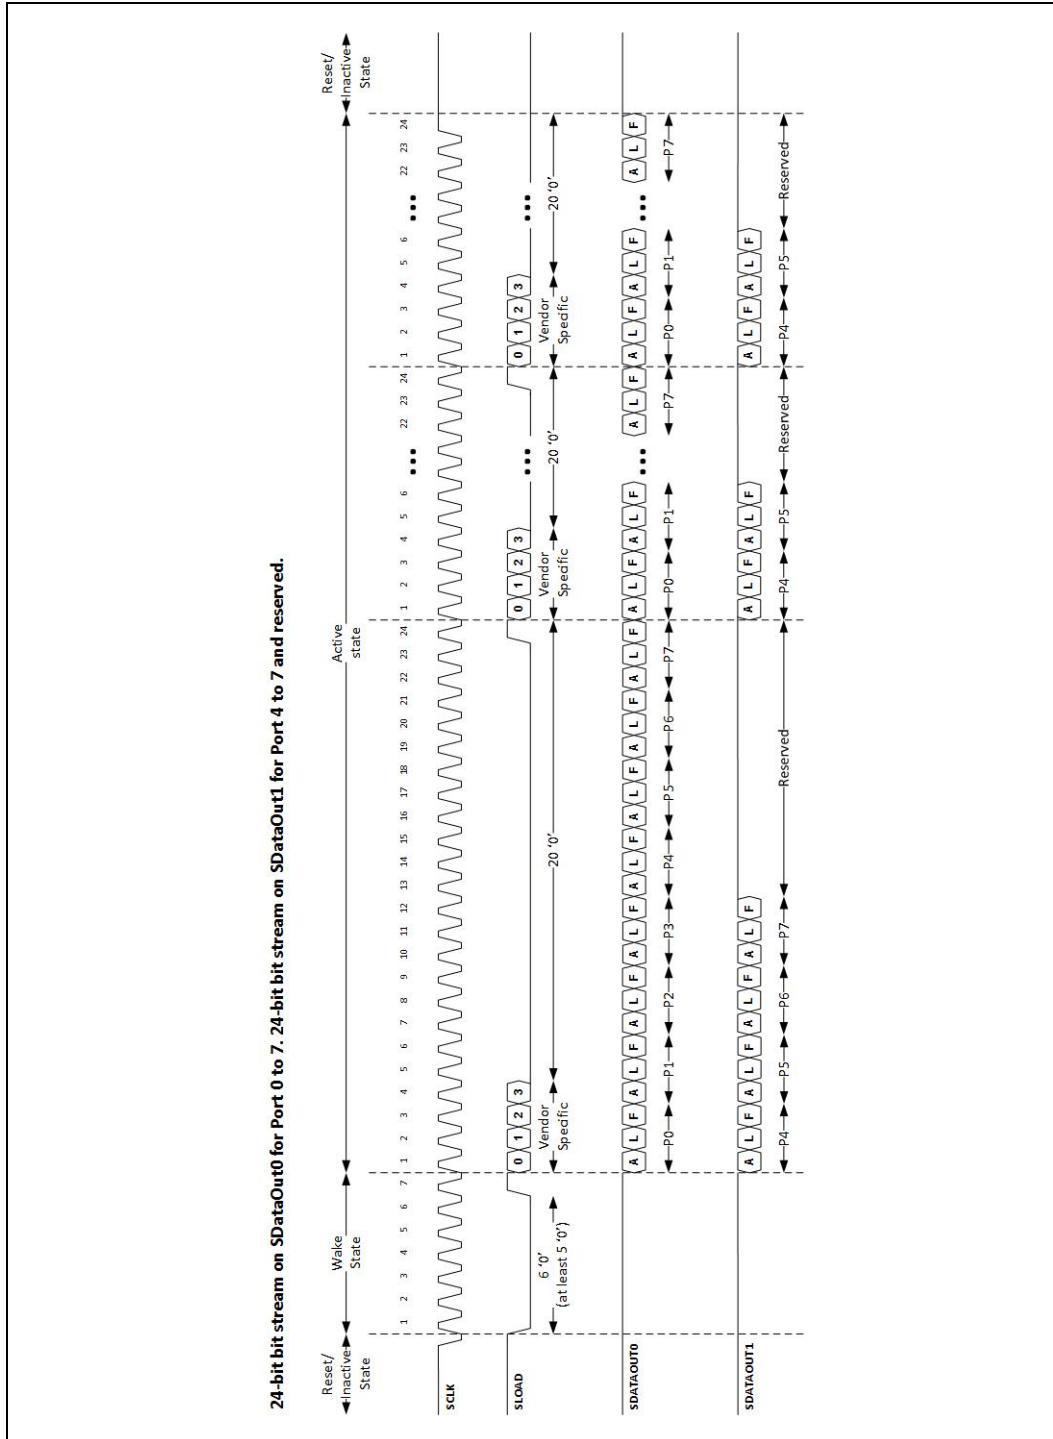 24-bit bit stream on SDataOut0 for Port 0 to 7. 24-bit bit stream on SDataOut1 for Port 4 to 7 and reserved.
Reset/
Inactive
State
Wake
State
Active
state
Reset/
Inactive
State
1 2 3 4 5 6 7
1 2 3 4 5 6 7 8 9 10 11 12 13 14 15 16 17 18 19 20 21 22 23 24
1 2 3 4 5 6 ••• 22 23 24
1 2 3 4 5 6 ••• 22 23 24
SCLK
SLOAD
0 1 2 3
0 1 2 3 •••
0 1 2 3 •••
6 '0'
(at least 5 '0')
Vendor
Specific
20 '0'
Vendor
Specific
20 '0'
Vendor
Specific
20 '0'
SDATAOUT0
A L F A L F A L F A L F A L F A L F A L F A L F
A L F A L F ••• A L F
A L F A L F ••• A L F
P0 P1 P2 P3 P4 P5 P6 P7
P0 P1 P7
P0 P1 P7
SDATAOUT1
A L F A L F A L F A L F
A L F A L F
A L F A L F
P4 P5 P6 P7 Reserved
P4 P5 Reserved
P4 P5 Reserved